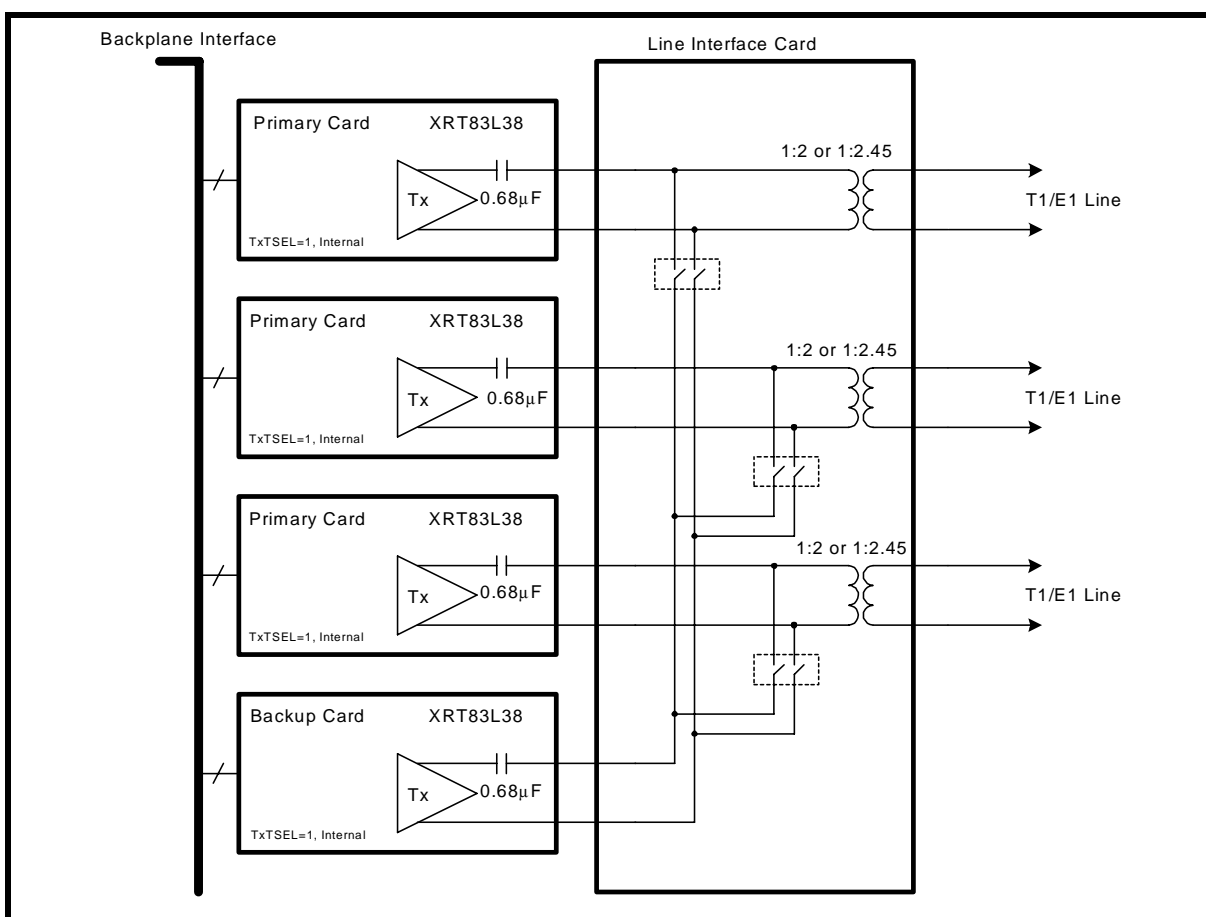 Backplane Interface
Line Interface Card
Primary Card XRT83L38
Tx
0.68μF
TxTSEL=1, Internal
1:2 or 1:2.45
T1/E1 Line
Primary Card XRT83L38
Tx
0.68μF
TxTSEL=1, Internal
1:2 or 1:2.45
T1/E1 Line
Primary Card XRT83L38
Tx
0.68μF
TxTSEL=1, Internal
1:2 or 1:2.45
T1/E1 Line
Backup Card XRT83L38
Tx
0.68μF
TxTSEL=1, Internal